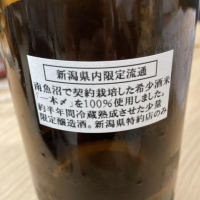 新潟県内限定流通
南魚沼で契約栽培した希少酒米
「一本〆」を100%使用しました。
約半年間冷蔵熟成させた少量
限定醸造酒。新潟県特約店のみ